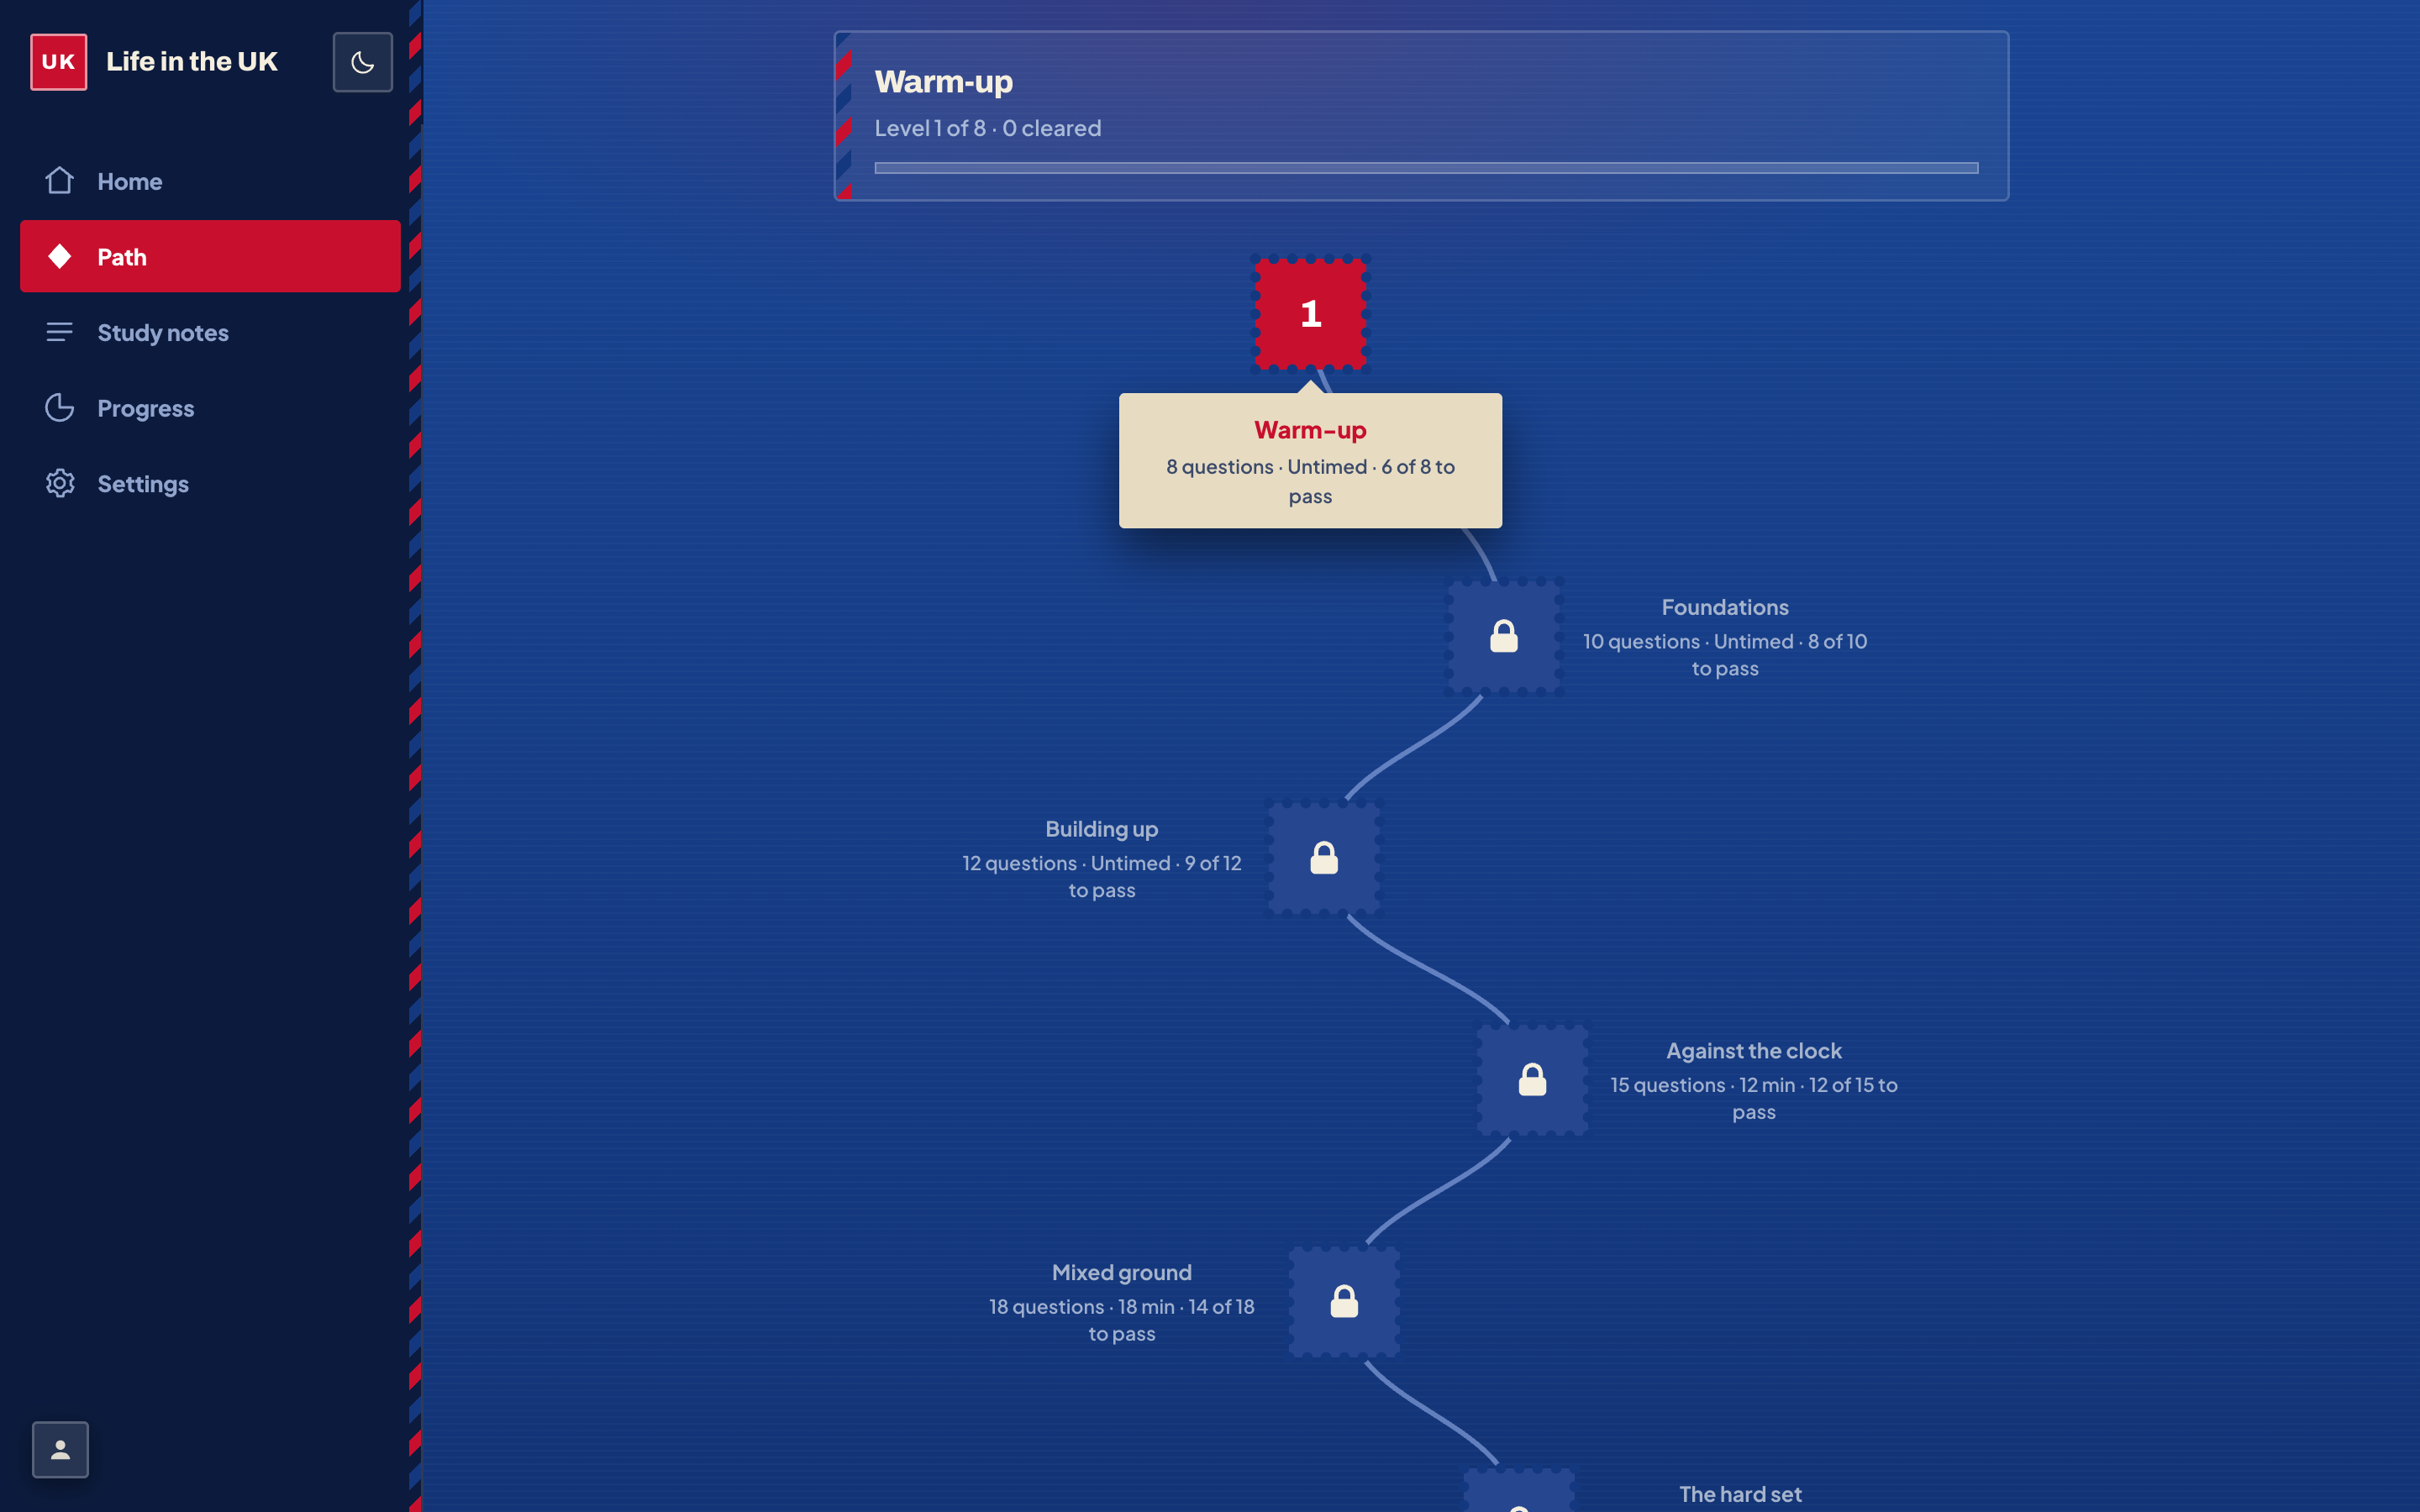 UK
Life in the UK
Home
Path
Study notes
Progress
Settings
Warm-up
Level 1 of 8 · 0 cleared
1
Warm-up
8 questions · Untimed · 6 of 8 to
pass
Foundations
10 questions · Untimed · 8 of 10
to pass
Building up
12 questions · Untimed · 9 of 12
to pass
Against the clock
15 questions · 12 min · 12 of 15 to
pass
Mixed ground
18 questions · 18 min · 14 of 18
to pass
The hard set